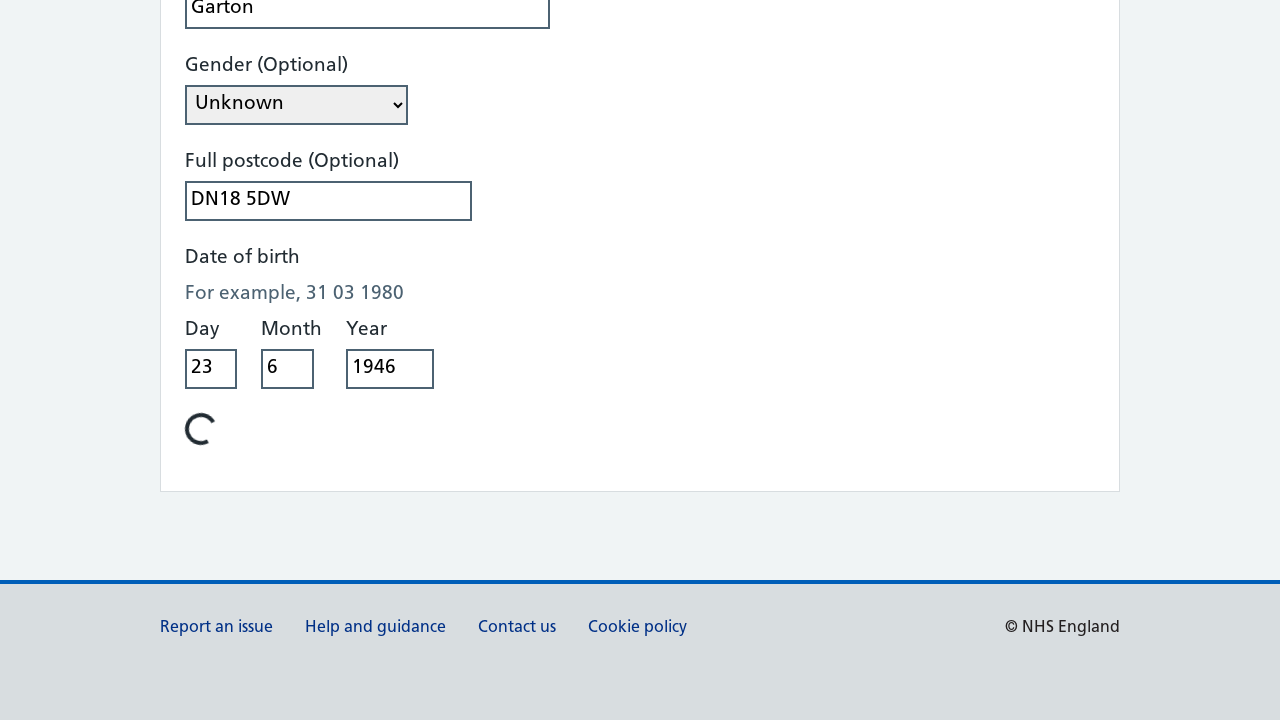 Garton
Gender (Optional)
Unknown
Full postcode (Optional)
DN18 5DW
Date of birth
For example, 31 03 1980
Day Month Year
23 6 1946
Report an issue Help and guidance Contact us Cookie policy © NHS England